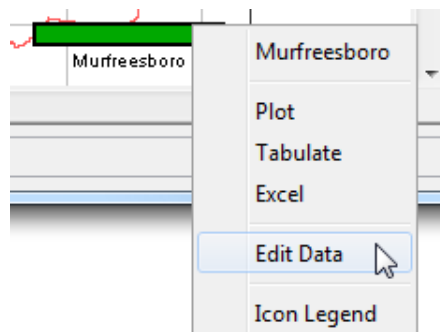 Murfreesboro
Murfreesboro
Plot
Tabulate
Excel
Edit Data
Icon Legend